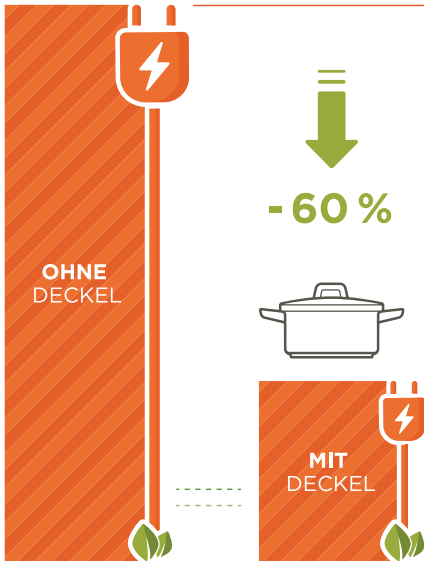 - 60 %
OHNE
DECKEL
MIT
DECKEL